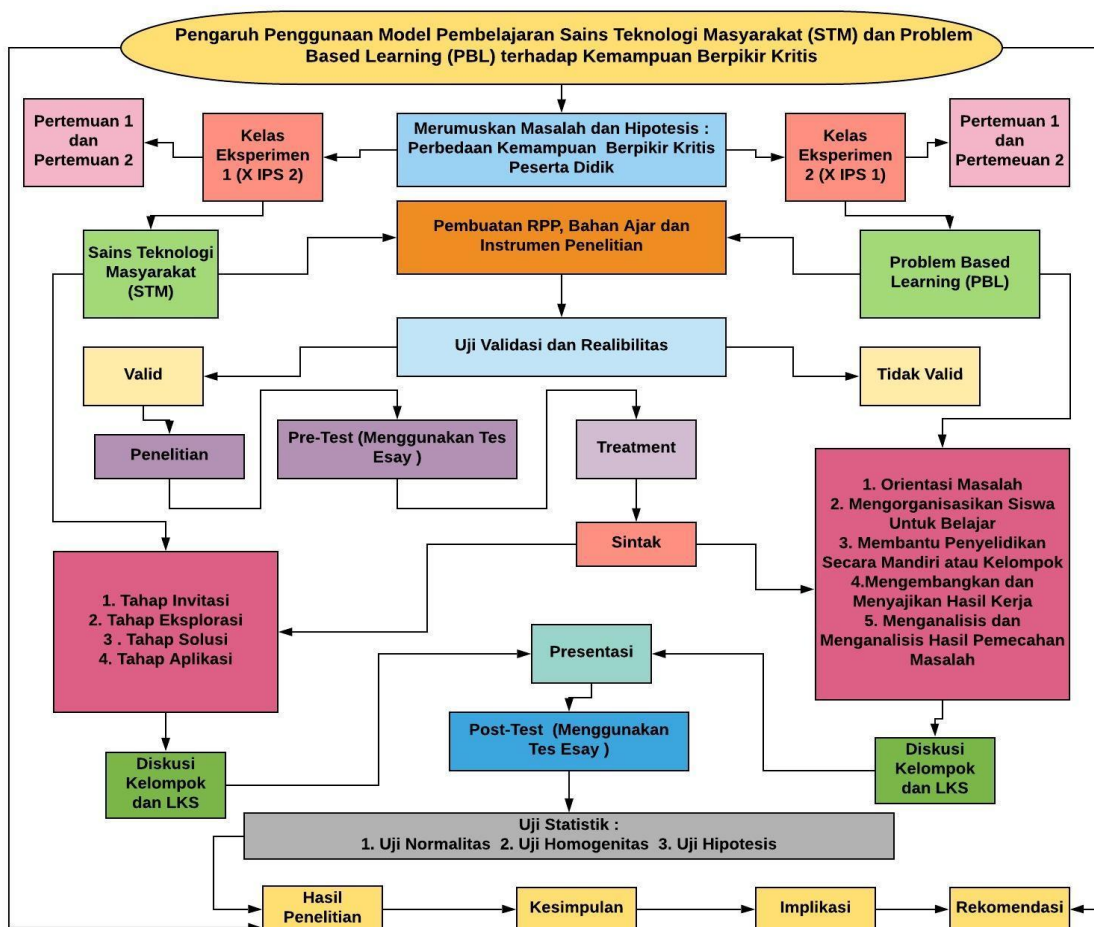 Pengaruh Penggunaan Model Pembelajaran Sains Teknologi Masyarakat (STM) dan Problem
Based Learning (PBL) terhadap Kemampuan Berpikir Kritis
Pertemuan 1
dan
Pertemuan 2
Kelas
Eksperimen
1 (X IPS 2)
Merumuskan Masalah dan Hipotesis :
Perbedaan Kemampuan Berpikir Kritis
Peserta Didik
Kelas
Eksperimen
2 (X IPS 1)
Pertemuan 1
dan
Pertemeuan 2
Sains Teknologi
Masyarakat
(STM)
Pembuatan RPP, Bahan Ajar dan
Instrumen Penelitian
Problem Based
Learning (PBL)
Valid
Uji Validasi dan Realibilitas
Tidak Valid
Penelitian
Pre-Test (Menggunakan Tes
Esay )
Treatment
Sintak
1. Orientasi Masalah
2. Mengorganisasikan Siswa
Untuk Belajar
3. Membantu Penyelidikan
Secara Mandiri atau Kelompok
4.Mengembangkan dan
Menyajikan Hasil Kerja
5. Menganalisis dan
Menganalisis Hasil Pemecahan
Masalah
1. Tahap Invitasi
2. Tahap Eksplorasi
3 . Tahap Solusi
4. Tahap Aplikasi
Presentasi
Post-Test (Menggunakan
Tes Esay )
Diskusi
Kelompok
dan LKS
Diskusi
Kelompok
dan LKS
Uji Statistik :
1. Uji Normalitas 2. Uji Homogenitas 3. Uji Hipotesis
Hasil
Penelitian
Kesimpulan
Implikasi
Rekomendasi